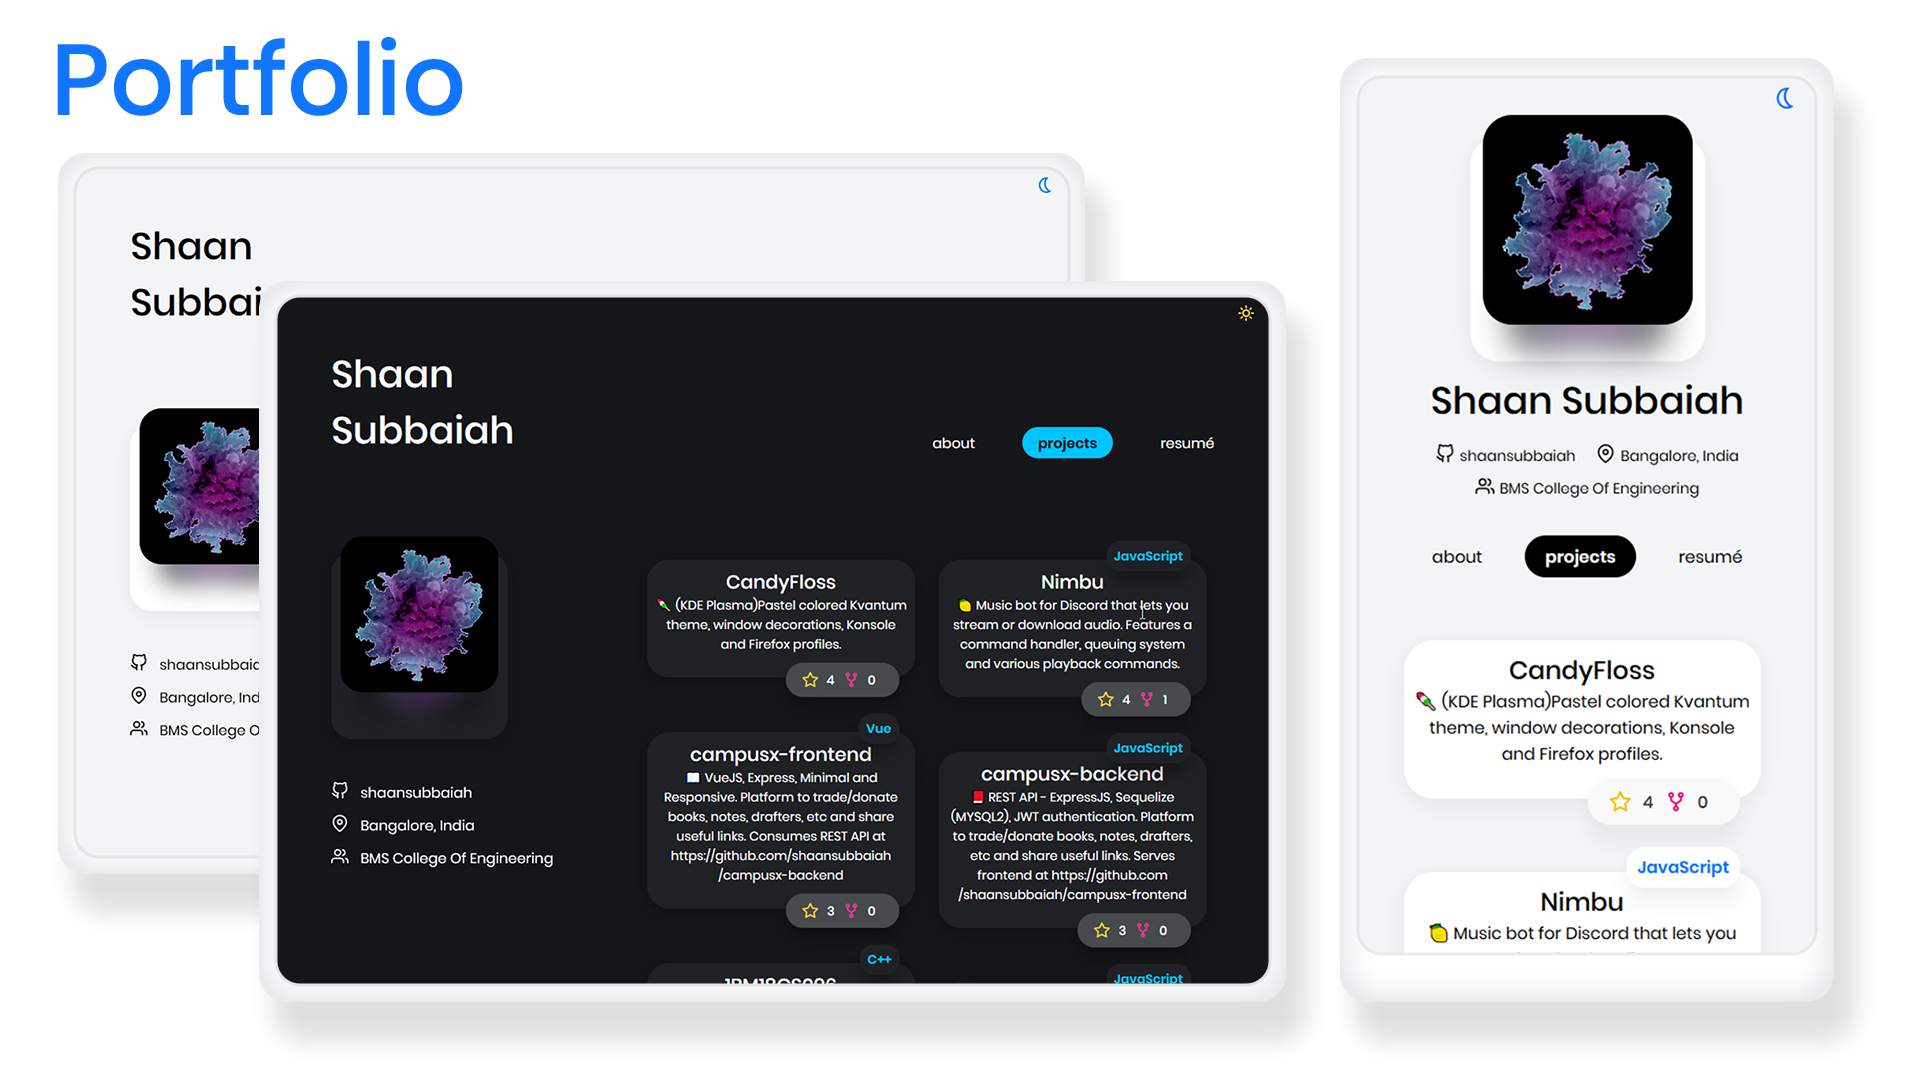 Portfolio
Shaan
Subbai
shaansubbaic
Bangalore, Ind
BMS College O
Shaan
Subbaiah
about
projects
resumé
shaansubbaiah
Bangalore, India
BMS College Of Engineering
CandyFloss
(KDE Plasma)Pastel colored Kvantum
theme, window decorations, Konsole
and Firefox profiles.
4 0
JavaScript
Nimbu
Music bot for Discord that lets you
stream or download audio. Features a
command handler, queuing system
and various playback commands.
4 1
Vue
campusx-frontend
VueJS, Express, Minimal and
Responsive. Platform to trade/donate
books, notes, drafters, etc and share
useful links. Consumes REST API at
https://github.com/shaansubbaiah
/campusx-backend
3 0
JavaScript
campusx-backend
REST API - ExpressJS, Sequelize
(MYSQL2), JWT authentication. Platform
to trade/donate books, notes, drafters,
etc and share useful links. Serves
frontend at https://github.com
/shaansubbaiah/campusx-frontend
3 0
C++
JavaScript
Shaan Subbaiah
shaansubbaiah Bangalore, India
BMS College Of Engineering
about projects resumé
CandyFloss
(KDE Plasma)Pastel colored Kvantum
theme, window decorations, Konsole
and Firefox profiles.
4 0
JavaScript
Nimbu
Music bot for Discord that lets you